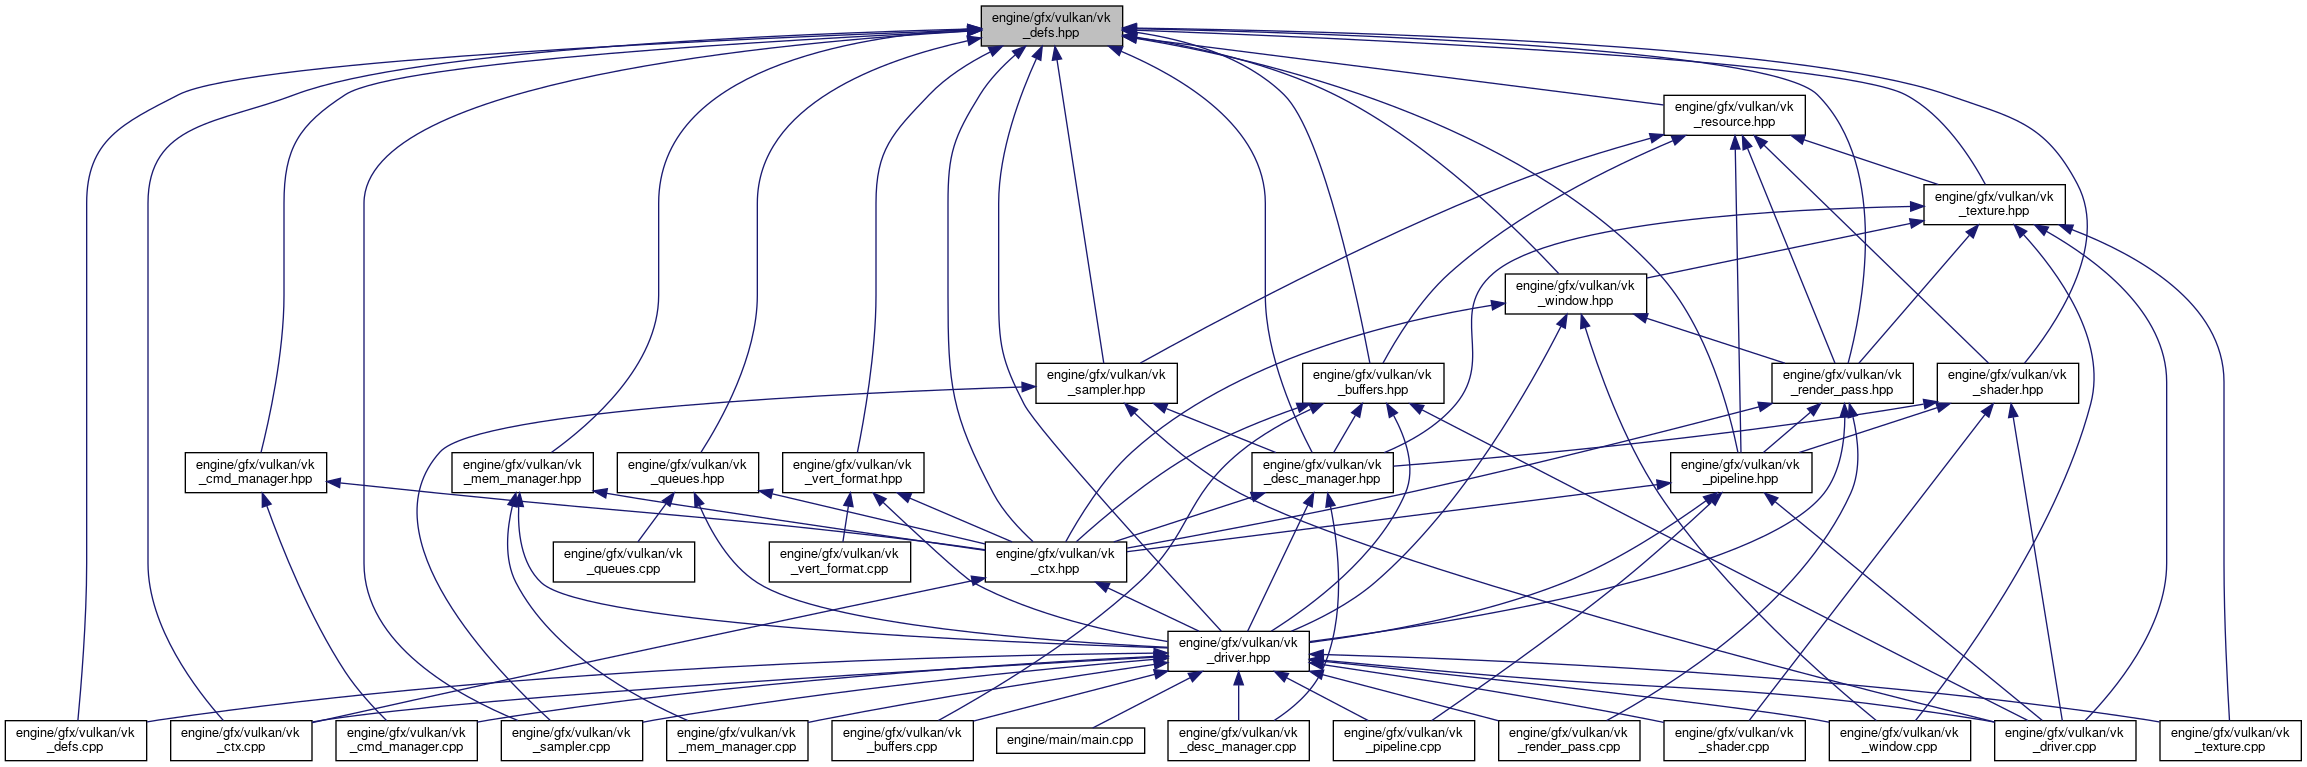 engine/gfx/vulkan/vk
_defs.hpp
engine/gfx/vulkan/vk
_resource.hpp
engine/gfx/vulkan/vk
_texture.hpp
engine/gfx/vulkan/vk
_window.hpp
engine/gfx/vulkan/vk
_sampler.hpp
engine/gfx/vulkan/vk
_buffers.hpp
engine/gfx/vulkan/vk
_render_pass.hpp
engine/gfx/vulkan/vk
_shader.hpp
engine/gfx/vulkan/vk
_cmd_manager.hpp
engine/gfx/vulkan/vk
_mem_manager.hpp
engine/gfx/vulkan/vk
_queues.hpp
engine/gfx/vulkan/vk
_vert_format.hpp
engine/gfx/vulkan/vk
_desc_manager.hpp
engine/gfx/vulkan/vk
_pipeline.hpp
engine/gfx/vulkan/vk
_queues.cpp
engine/gfx/vulkan/vk
_vert_format.cpp
engine/gfx/vulkan/vk
_ctx.hpp
engine/gfx/vulkan/vk
_driver.hpp
engine/gfx/vulkan/vk
_defs.cpp
engine/gfx/vulkan/vk
_ctx.cpp
engine/gfx/vulkan/vk
_cmd_manager.cpp
engine/gfx/vulkan/vk
_sampler.cpp
engine/gfx/vulkan/vk
_mem_manager.cpp
engine/gfx/vulkan/vk
_buffers.cpp
engine/main/main.cpp
engine/gfx/vulkan/vk
_desc_manager.cpp
engine/gfx/vulkan/vk
_pipeline.cpp
engine/gfx/vulkan/vk
_render_pass.cpp
engine/gfx/vulkan/vk
_shader.cpp
engine/gfx/vulkan/vk
_window.cpp
engine/gfx/vulkan/vk
_driver.cpp
engine/gfx/vulkan/vk
_texture.cpp